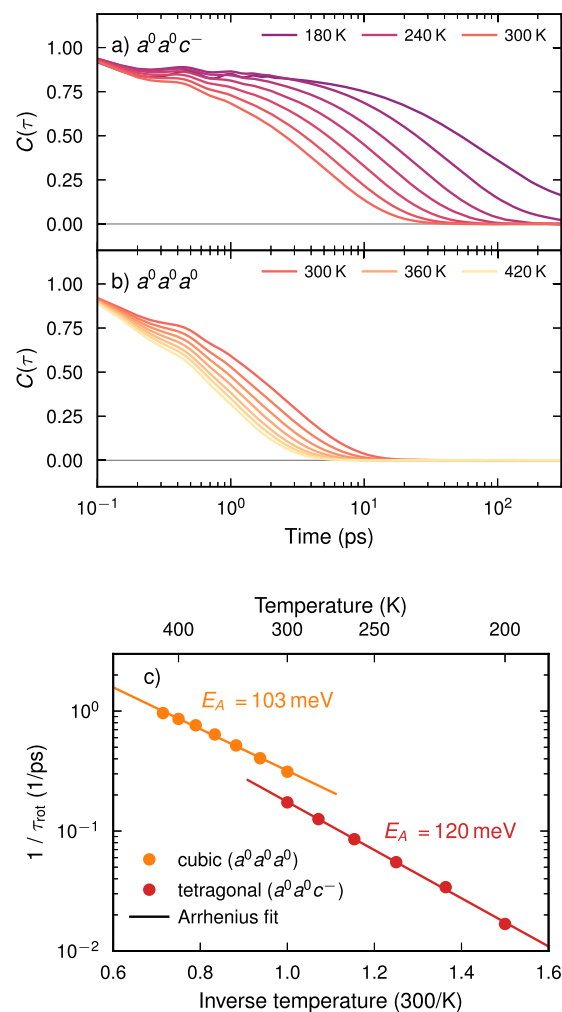 a) a⁰a⁰c⁻
180 K 240 K 300 K
1.00
0.75
0.50
0.25
0.00
C(τ)
b) a⁰a⁰a⁰
300 K 360 K 420 K
1.00
0.75
0.50
0.25
0.00
C(τ)
10⁻¹ 10⁰ 10¹ 10²
Time (ps)
Temperature (K)
400 300 250 200
c)
E_A = 103 meV
E_A = 120 meV
10⁰
10⁻¹
10⁻²
1 / τ_rot (1/ps)
cubic (a⁰a⁰a⁰)
tetragonal (a⁰a⁰c⁻)
Arrhenius fit
0.6 0.8 1.0 1.2 1.4 1.6
Inverse temperature (300/K)